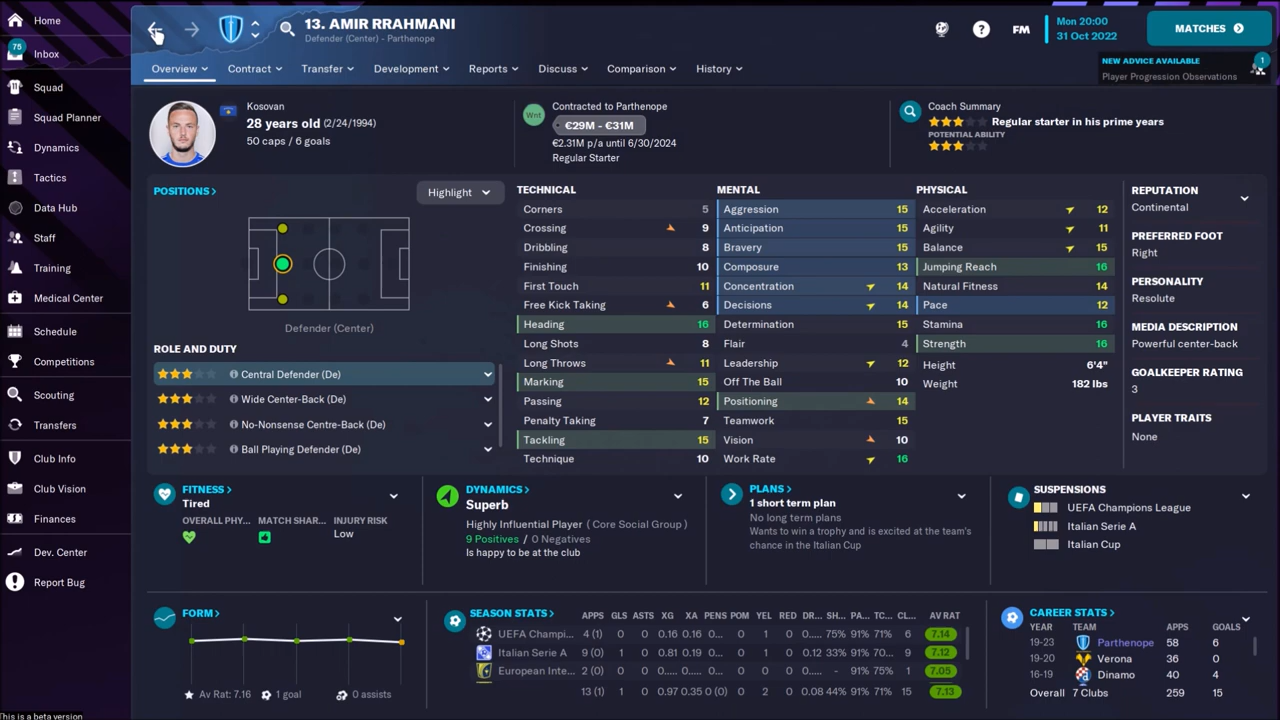 Home
75
Inbox
Squad
Squad Planner
Dynamics
Tactics
Data Hub
Staff
Training
Medical Center
Schedule
Competitions
Scouting
Transfers
Club Info
Club Vision
Finances
Dev. Center
Report Bug
This is a beta version
13. AMIR RRAHMANI
Defender (Center) - Parthenope
?
FM
Mon 20:00
31 Oct 2022
MATCHES
Overview
Contract
Transfer
Development
Reports
Discuss
Comparison
History
NEW ADVICE AVAILABLE
Player Progression Observations
1
Kosovan
28 years old (2/24/1994)
50 caps / 6 goals
Wnt
Contracted to Parthenope
€29M - €31M
€2.31M p/a until 6/30/2024
Regular Starter
Coach Summary
Regular starter in his prime years
POTENTIAL ABILITY
POSITIONS >
Highlight
Defender (Center)
ROLE AND DUTY
Central Defender (De)
Wide Center-Back (De)
No-Nonsense Centre-Back (De)
Ball Playing Defender (De)
TECHNICAL
Corners 5
Crossing 9
Dribbling 8
Finishing 10
First Touch 11
Free Kick Taking 6
Heading 16
Long Shots 8
Long Throws 11
Marking 15
Passing 12
Penalty Taking 7
Tackling 15
Technique 10
MENTAL
Aggression 15
Anticipation 15
Bravery 15
Composure 13
Concentration 14
Decisions 14
Determination 15
Flair 4
Leadership 12
Off The Ball 10
Positioning 14
Teamwork 15
Vision 10
Work Rate 16
PHYSICAL
Acceleration 12
Agility 11
Balance 15
Jumping Reach 16
Natural Fitness 14
Pace 12
Stamina 16
Strength 16
Height 6'4"
Weight 182 lbs
REPUTATION
Continental
PREFERRED FOOT
Right
PERSONALITY
Resolute
MEDIA DESCRIPTION
Powerful center-back
GOALKEEPER RATING
3
PLAYER TRAITS
None
FITNESS >
Tired
OVERALL PHY... MATCH SHAR... INJURY RISK
Low
DYNAMICS >
Superb
Highly Influential Player ( Core Social Group )
9 Positives / 0 Negatives
Is happy to be at the club
PLANS >
1 short term plan
No long term plans
Wants to win a trophy and is excited at the team's
chance in the Italian Cup
SUSPENSIONS
UEFA Champions League
Italian Serie A
Italian Cup
FORM >
Av Rat: 7.16 1 goal 0 assists
SEASON STATS > APPS GLS ASTS XG XA PENS POM YEL RED DR... SH... PA... TC... CL... AV RAT
UEFA Champi... 4 (1) 0 0 0.16 0.16 0... 0 1 0 0.... 75% 91% 71% 6 7.14
Italian Serie A 9 (0) 1 0 0.81 0.19 0... 0 1 0 0.12 33% 91% 70... 9 7.12
European Inte... 2 (0) 0 0 0.... 0.... 0... 0 0 0 0.... - 91% 75% 1 7.05
13 (1) 1 0 0.97 0.35 0 (0) 0 2 0 0.08 44% 91% 71% 15 7.13
CAREER STATS >
YEAR TEAM APPS GOALS
19-23 Parthenope 58 6
19-20 Verona 36 0
16-19 Dinamo 40 4
Overall 7 Clubs 259 15